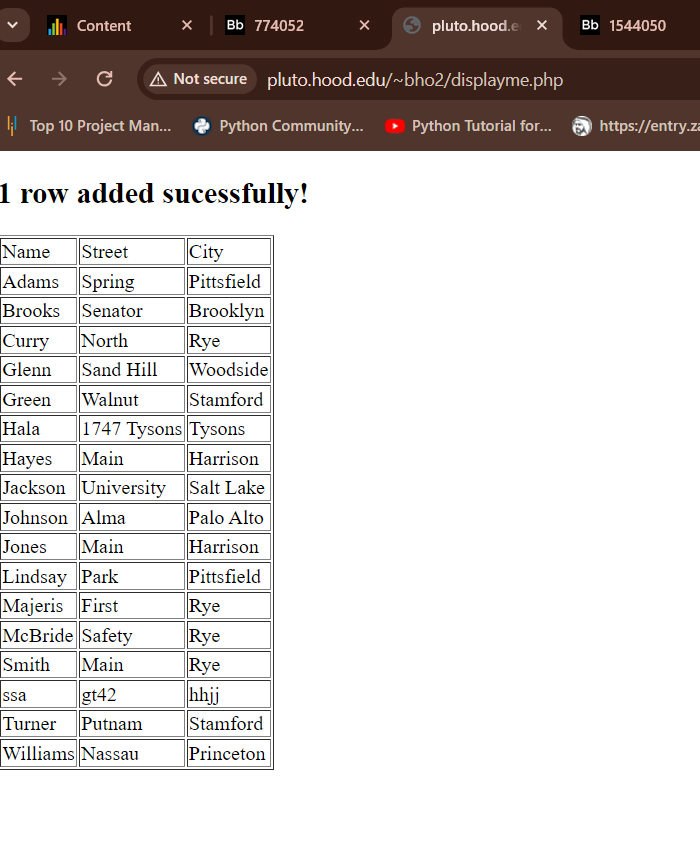 Content
Bb 774052
pluto.hood.e
Bb 1544050
Not secure pluto.hood.edu/~bho2/displayme.php
Top 10 Project Man... Python Community... Python Tutorial for... https://entry.za
1 row added sucessfully!
Name Street City
Adams Spring Pittsfield
Brooks Senator Brooklyn
Curry North Rye
Glenn Sand Hill Woodside
Green Walnut Stamford
Hala 1747 Tysons Tysons
Hayes Main Harrison
Jackson University Salt Lake
Johnson Alma Palo Alto
Jones Main Harrison
Lindsay Park Pittsfield
Majeris First Rye
McBride Safety Rye
Smith Main Rye
ssa gt42 hhjj
Turner Putnam Stamford
Williams Nassau Princeton